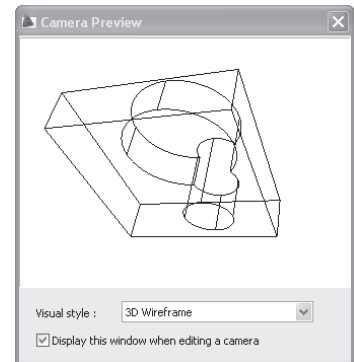 Camera Preview
Visual style :
3D Wireframe
Display this window when editing a camera